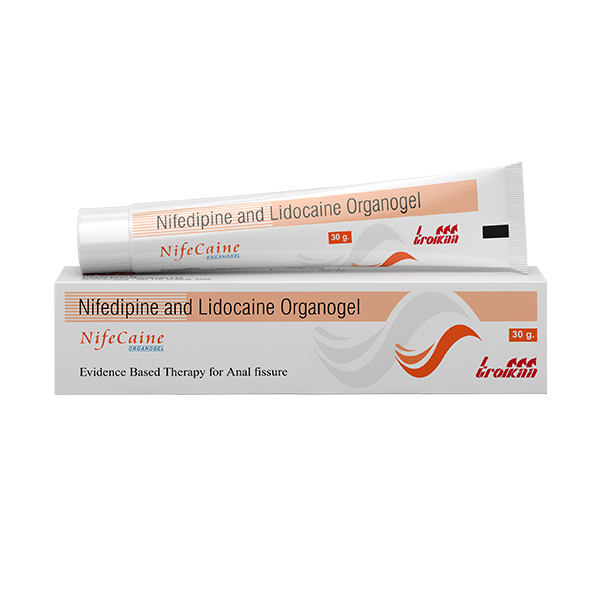 Nifedipine and Lidocaine Organogel
NifeCaine
ORGANOGEL
30 g.
troikaa
Nifedipine and Lidocaine Organogel
NifeCaine
ORGANOGEL
30 g.
Evidence Based Therapy for Anal fissure
troikaa